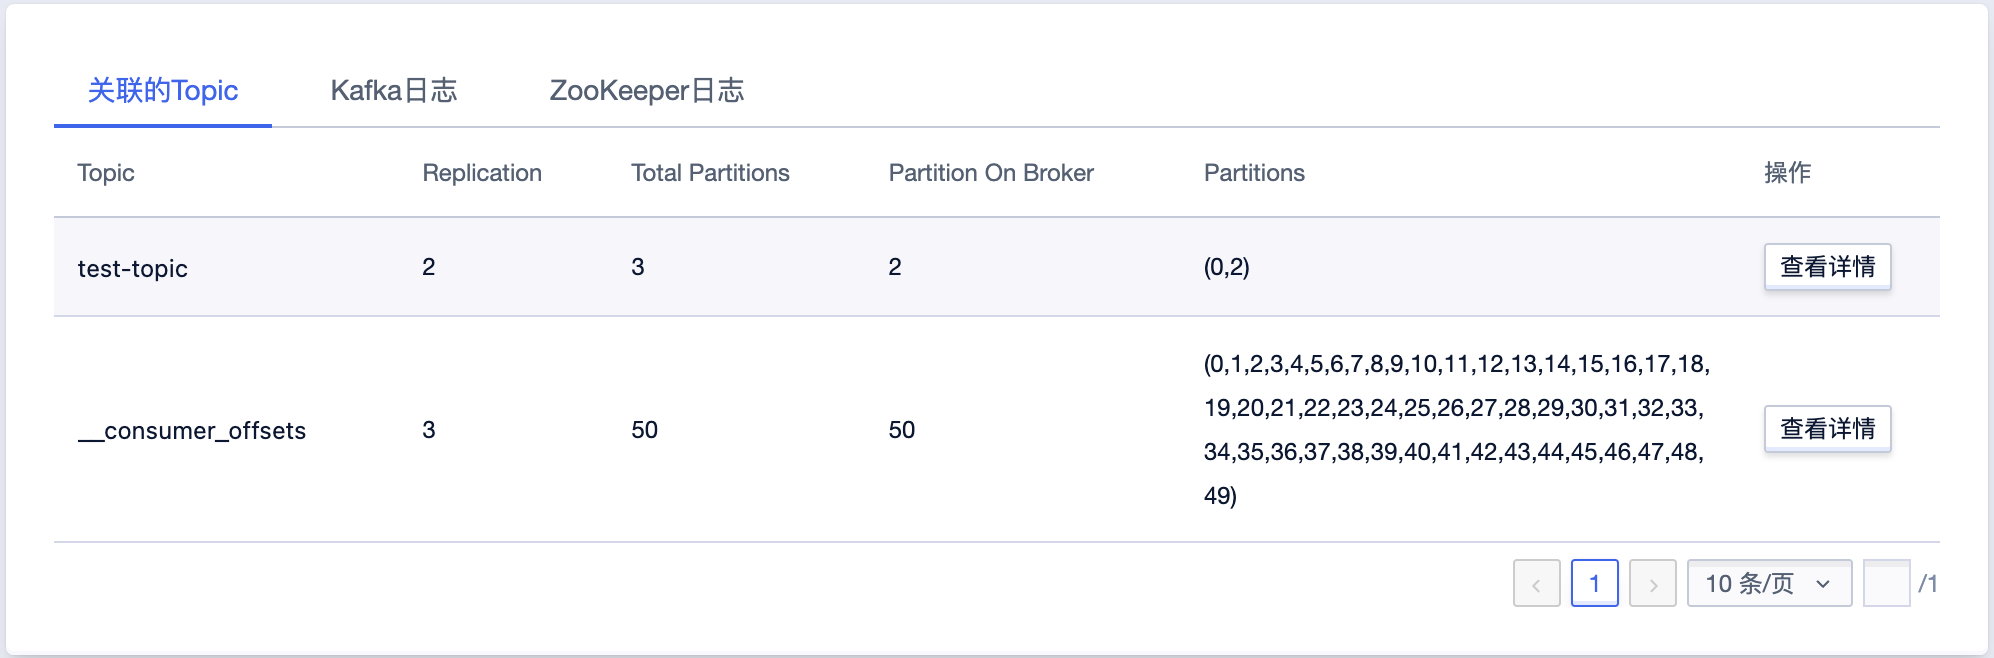 关联的Topic Kafka日志 ZooKeeper日志
Topic Replication Total Partitions Partition On Broker Partitions 操作
test-topic 2 3 2 (0,2) 查看详情
(0,1,2,3,4,5,6,7,8,9,10,11,12,13,14,15,16,17,18,
19,20,21,22,23,24,25,26,27,28,29,30,31,32,33,
__consumer_offsets 3 50 50 查看详情
34,35,36,37,38,39,40,41,42,43,44,45,46,47,48,
49)
1 10 条/页 /1